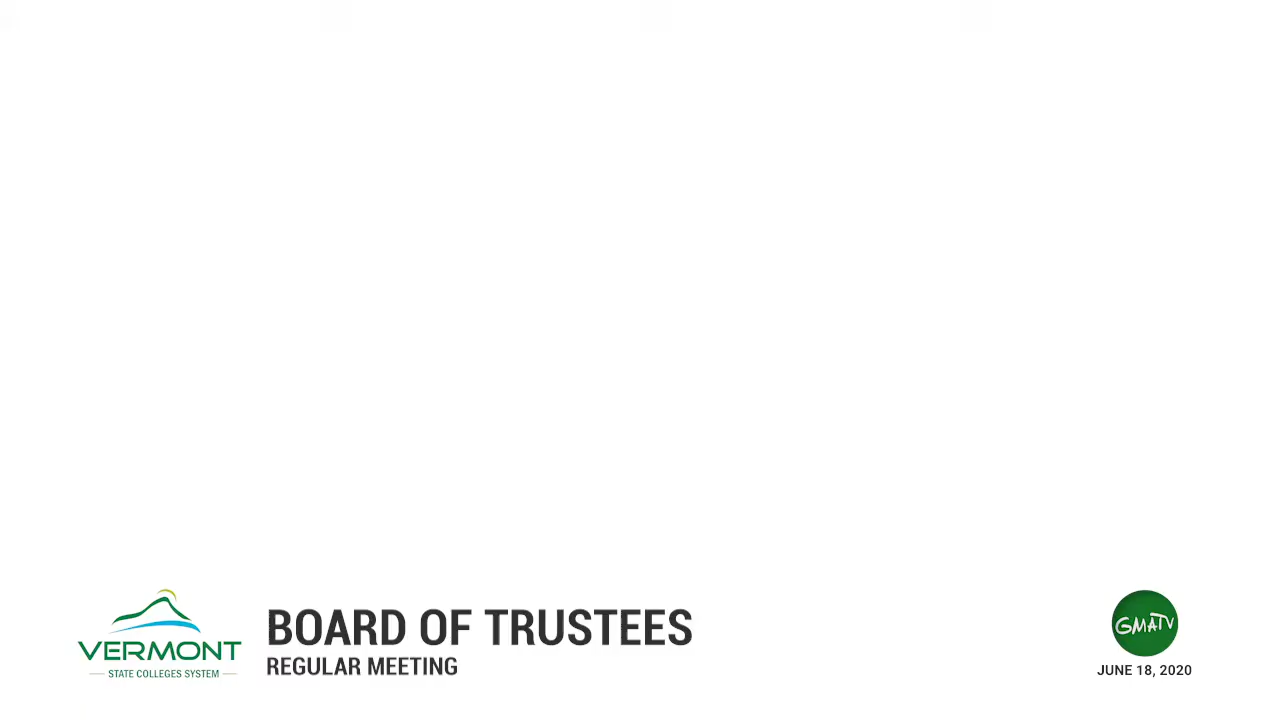 VERMONT
STATE COLLEGES SYSTEM
BOARD OF TRUSTEES
REGULAR MEETING
GMATV
JUNE 18, 2020